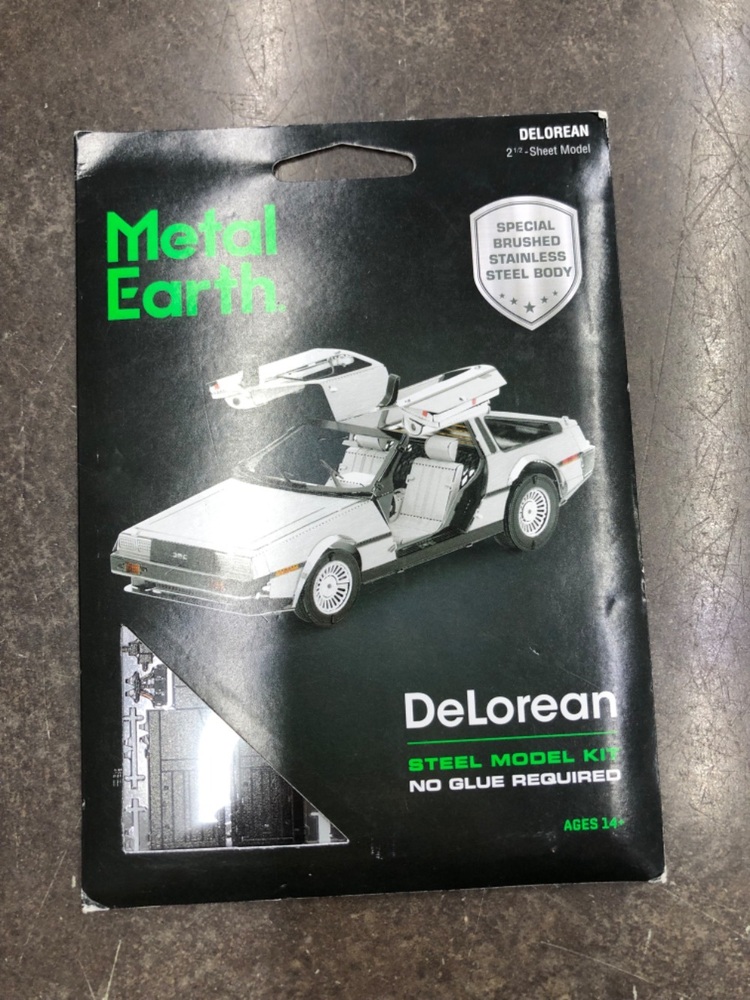 DELOREAN
2 1/2-Sheet Model
Metal
Earth.
SPECIAL
BRUSHED
STAINLESS
STEEL BODY
DMC
DeLorean
STEEL MODEL KIT
NO GLUE REQUIRED
AGES 14+